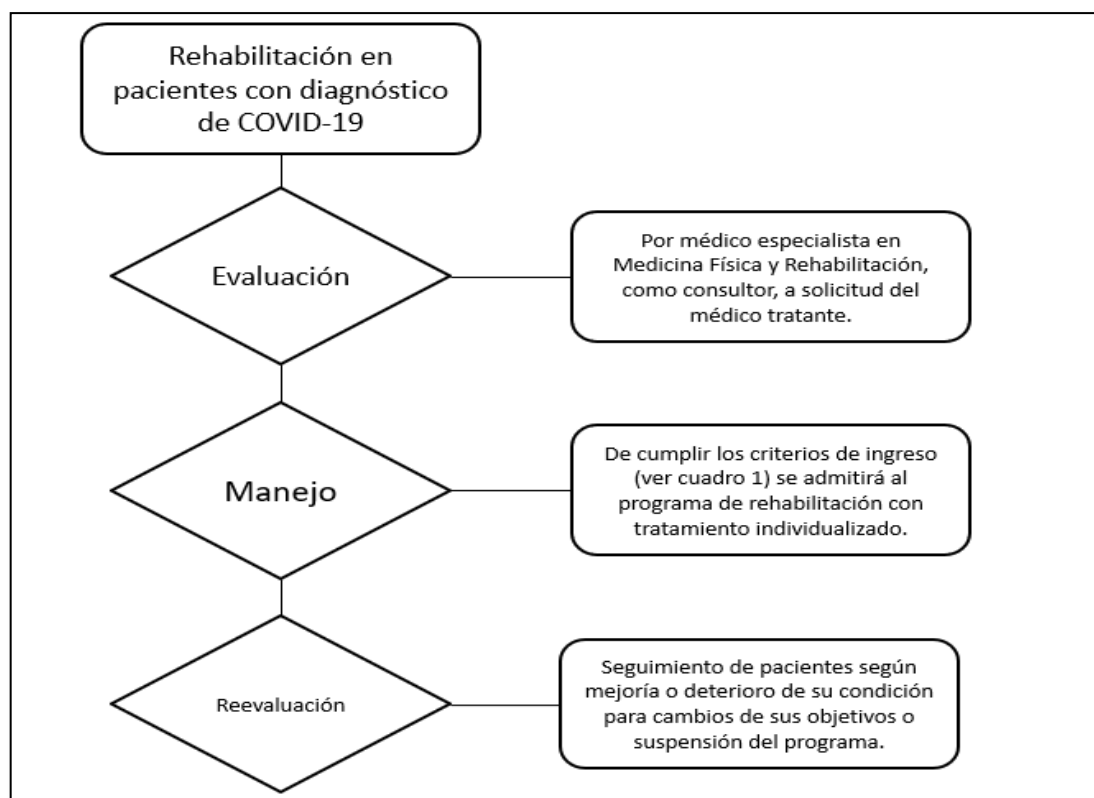 Rehabilitación en
pacientes con diagnóstico
de COVID-19
Evaluación
Por médico especialista en
Medicina Física y Rehabilitación,
como consultor, a solicitud del
médico tratante.
Manejo
De cumplir los criterios de ingreso
(ver cuadro 1) se admitirá al
programa de rehabilitación con
tratamiento individualizado.
Reevaluación
Seguimiento de pacientes según
mejoría o deterioro de su condición
para cambios de sus objetivos o
suspensión del programa.